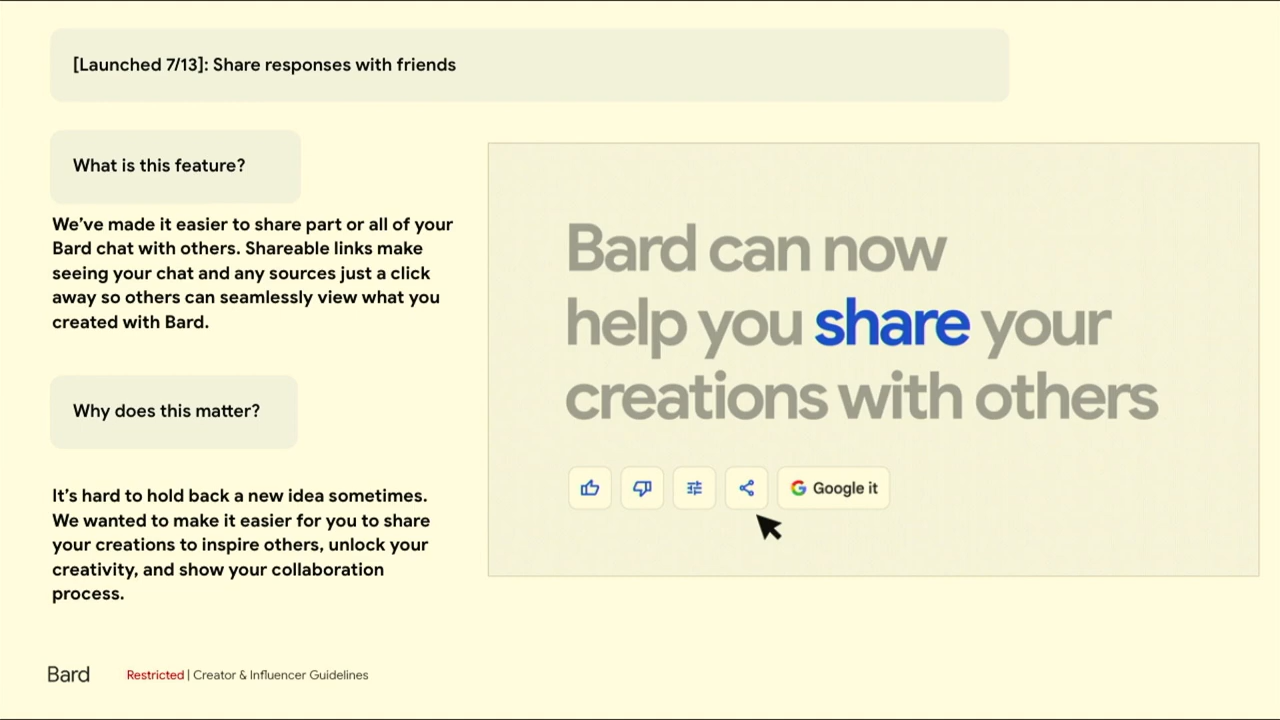 [Launched 7/13]: Share responses with friends
What is this feature?
We’ve made it easier to share part or all of your
Bard chat with others. Shareable links make
seeing your chat and any sources just a click
away so others can seamlessly view what you
created with Bard.
Why does this matter?
It’s hard to hold back a new idea sometimes.
We wanted to make it easier for you to share
your creations to inspire others, unlock your
creativity, and show your collaboration
process.
Bard can now
help you share your
creations with others
Google it
Bard
Restricted | Creator & Influencer Guidelines